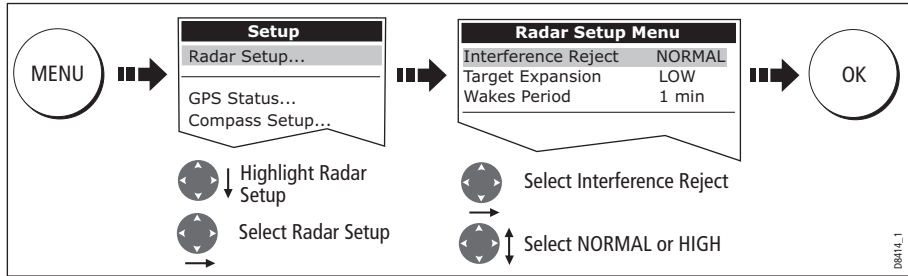 MENU
Setup
Radar Setup...
GPS Status...
Compass Setup...
Highlight Radar
Setup
Select Radar Setup
Radar Setup Menu
Interference Reject NORMAL
Target Expansion LOW
Wakes Period 1 min
Select Interference Reject
Select NORMAL or HIGH
OK
D8414_1